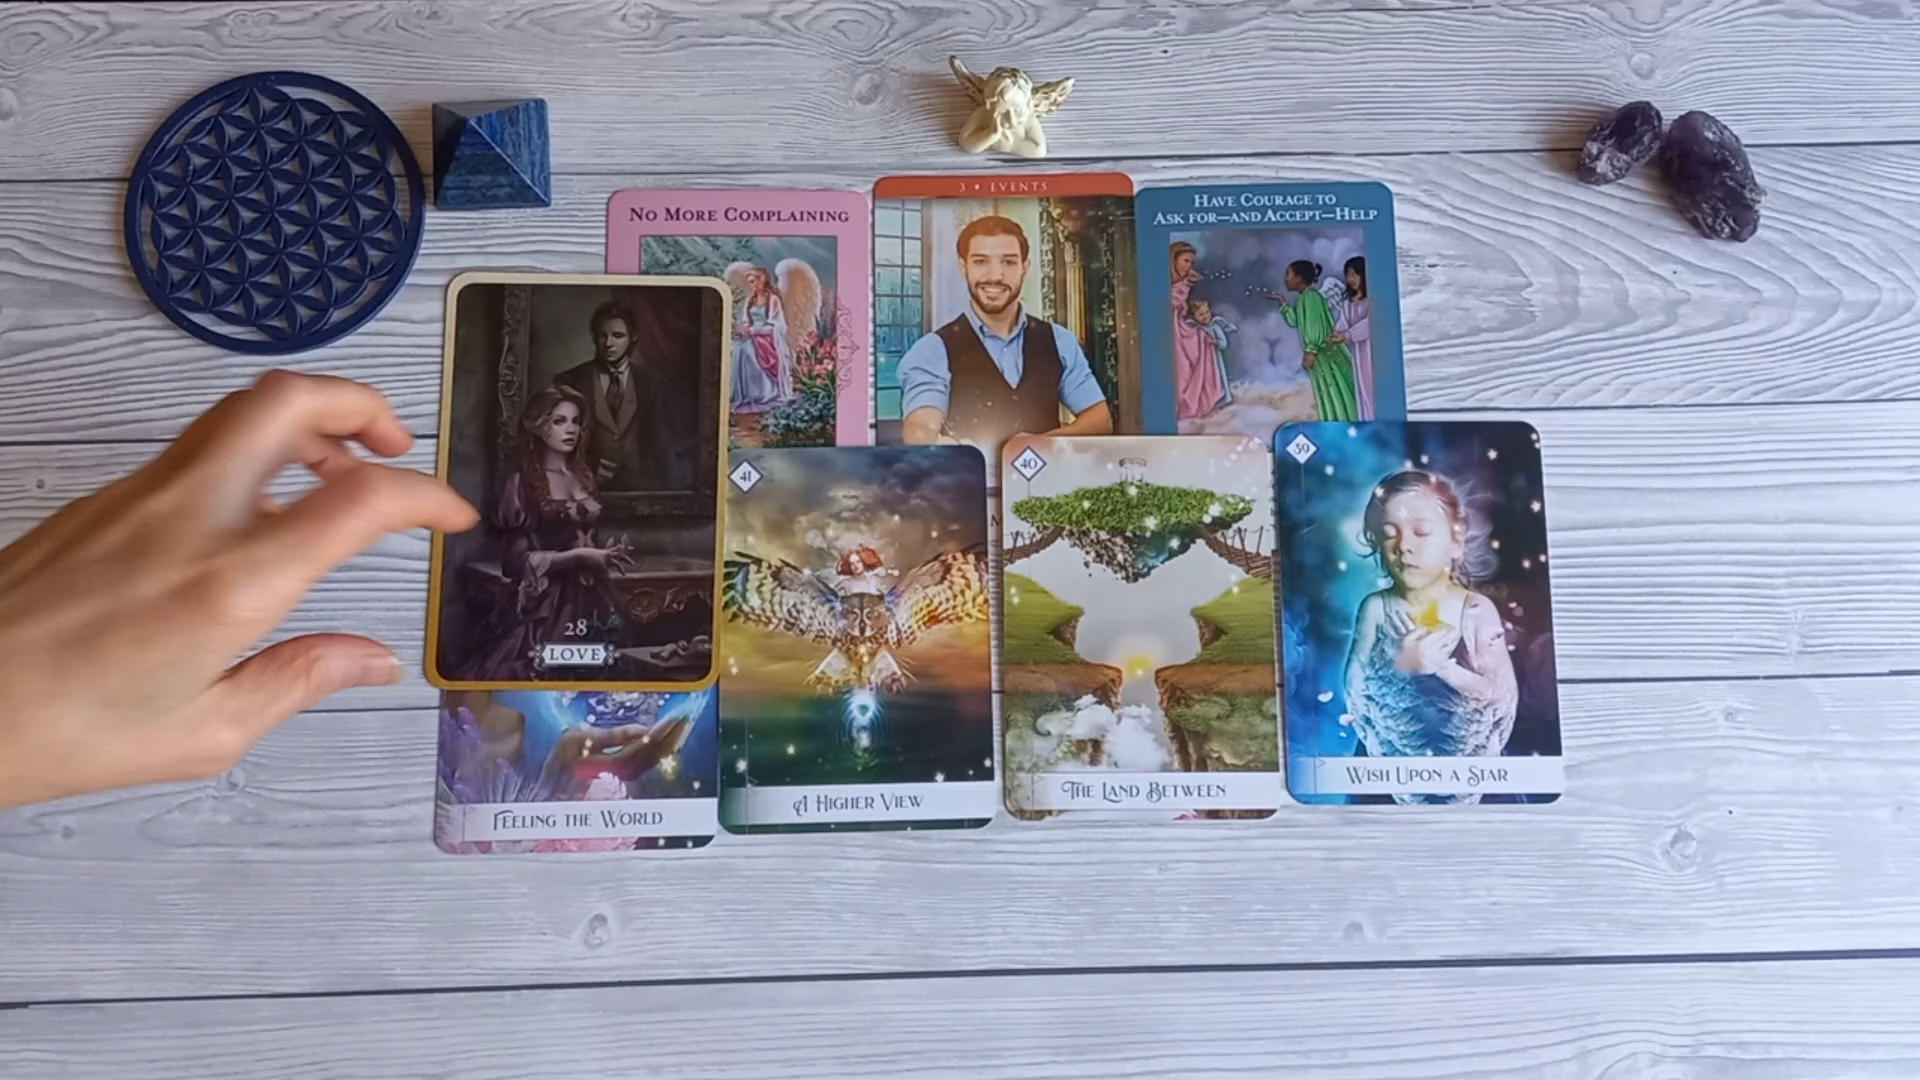 No More Complaining
3 • EVENTS
Have Courage to
Ask for—and Accept—Help
28
LOVE
41
40
39
Feeling the World
A Higher View
The Land Between
Wish Upon a Star